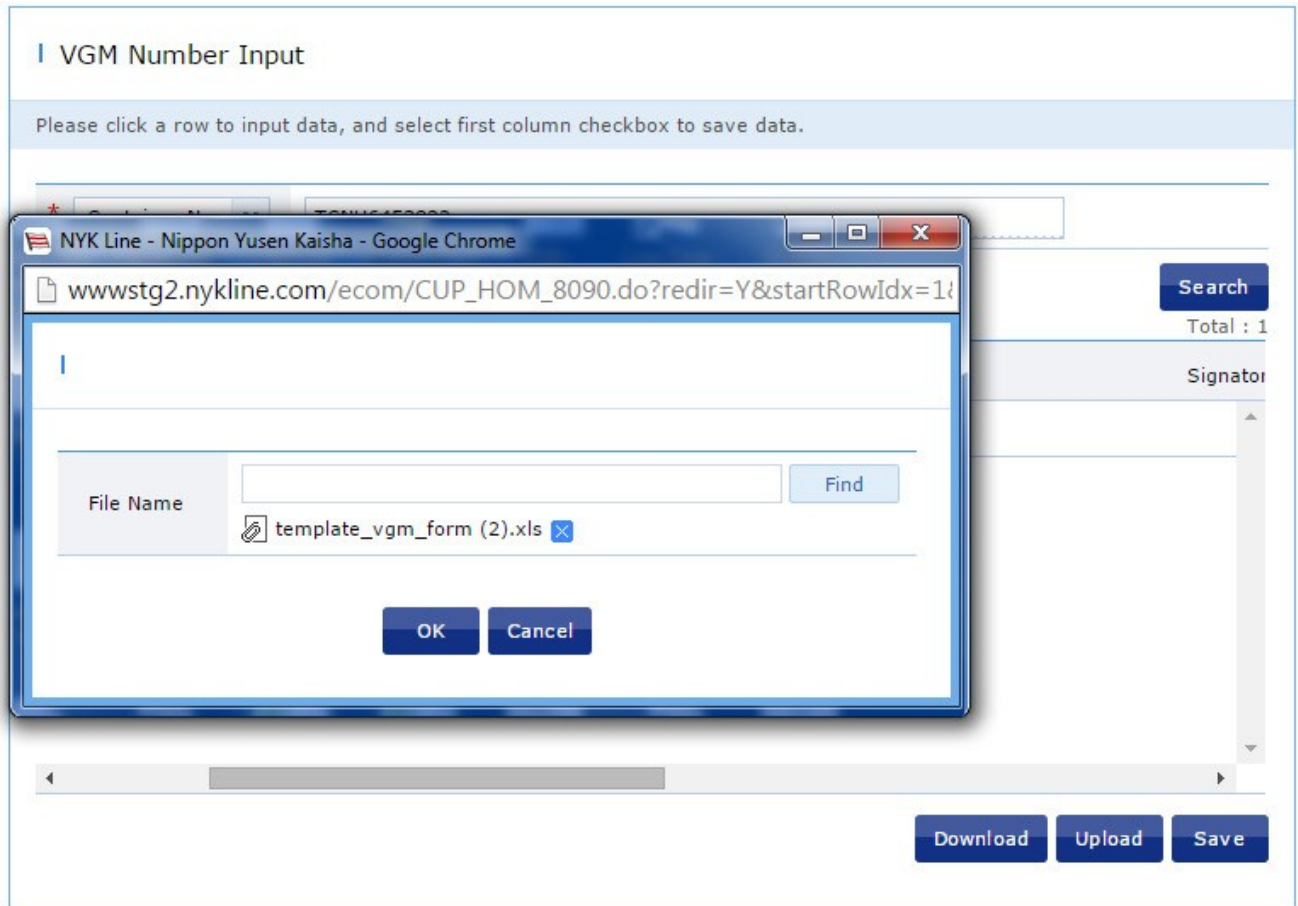 VGM Number Input
Please click a row to input data, and select first column checkbox to save data.
*
NYK Line - Nippon Yusen Kaisha - Google Chrome
wwwstg2.nykline.com/ecom/CUP_HOM_8090.do?redir=Y&startRowIdx=1&
Search
Total : 1
Signator
File Name
Find
template_vgm_form (2).xls
OK
Cancel
Download
Upload
Save